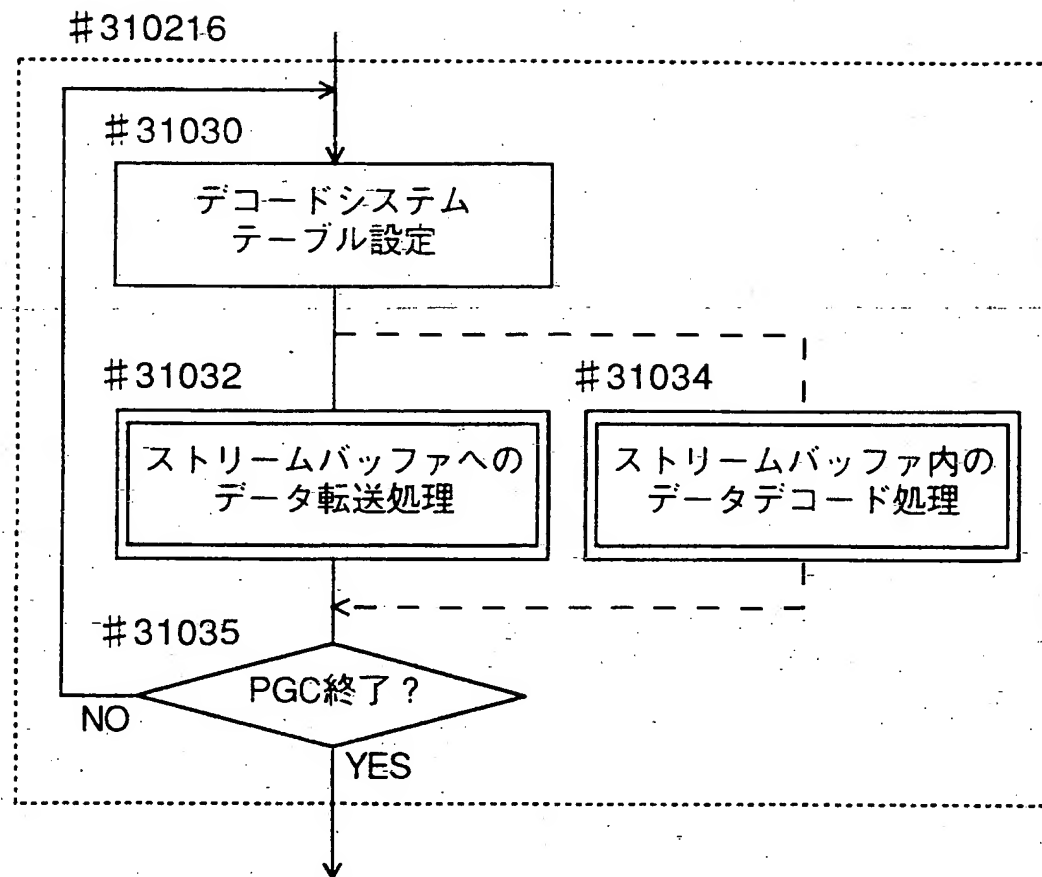 #310216
#31030
デコードシステム
テーブル設定
#31032
#31034
ストリームバッファへの
データ転送処理
ストリームバッファ内の
データデコード処理
#31035
PGC終了?
NO
YES